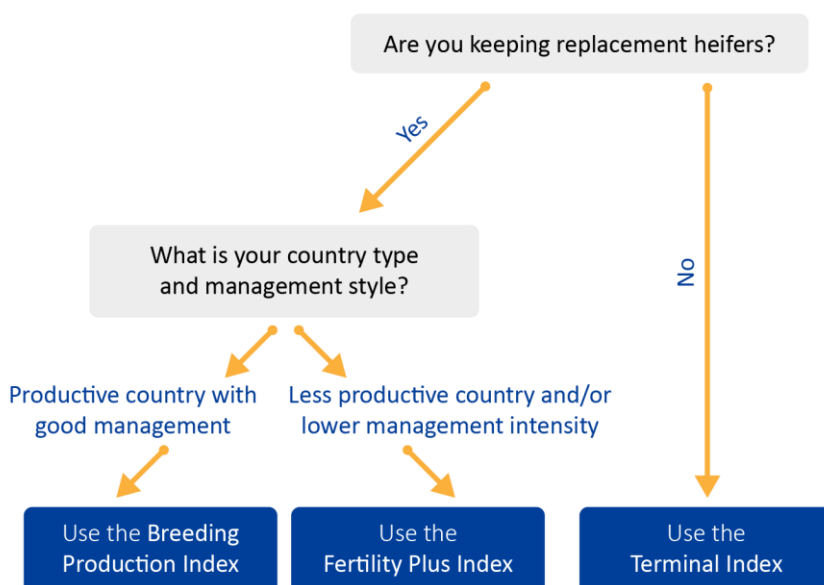 Are you keeping replacement heifers?
Yes
No
What is your country type
and management style?
Productive country with
good management
Less productive country and/or
lower management intensity
Use the Breeding
Production Index
Use the
Fertility Plus Index
Use the
Terminal Index